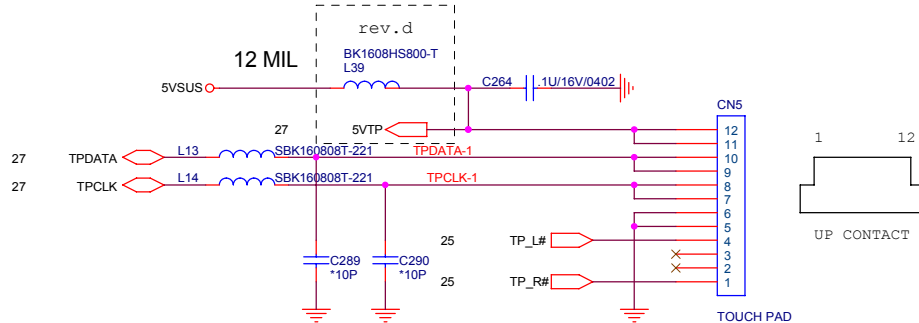 rev.d
12 MIL
BK1608HS800-T
L39
5VSUS
C264
.1U/16V/0402
CN5
27
5VTP
12
11
10
9
8
7
6
5
4
3
2
1
27
TPDATA
L13
SBK160808T-221
TPDATA-1
27
TPCLK
L14
SBK160808T-221
TPCLK-1
25
TP_L#
C289
*10P
C290
*10P
25
TP_R#
TOUCH PAD
1
12
UP CONTACT